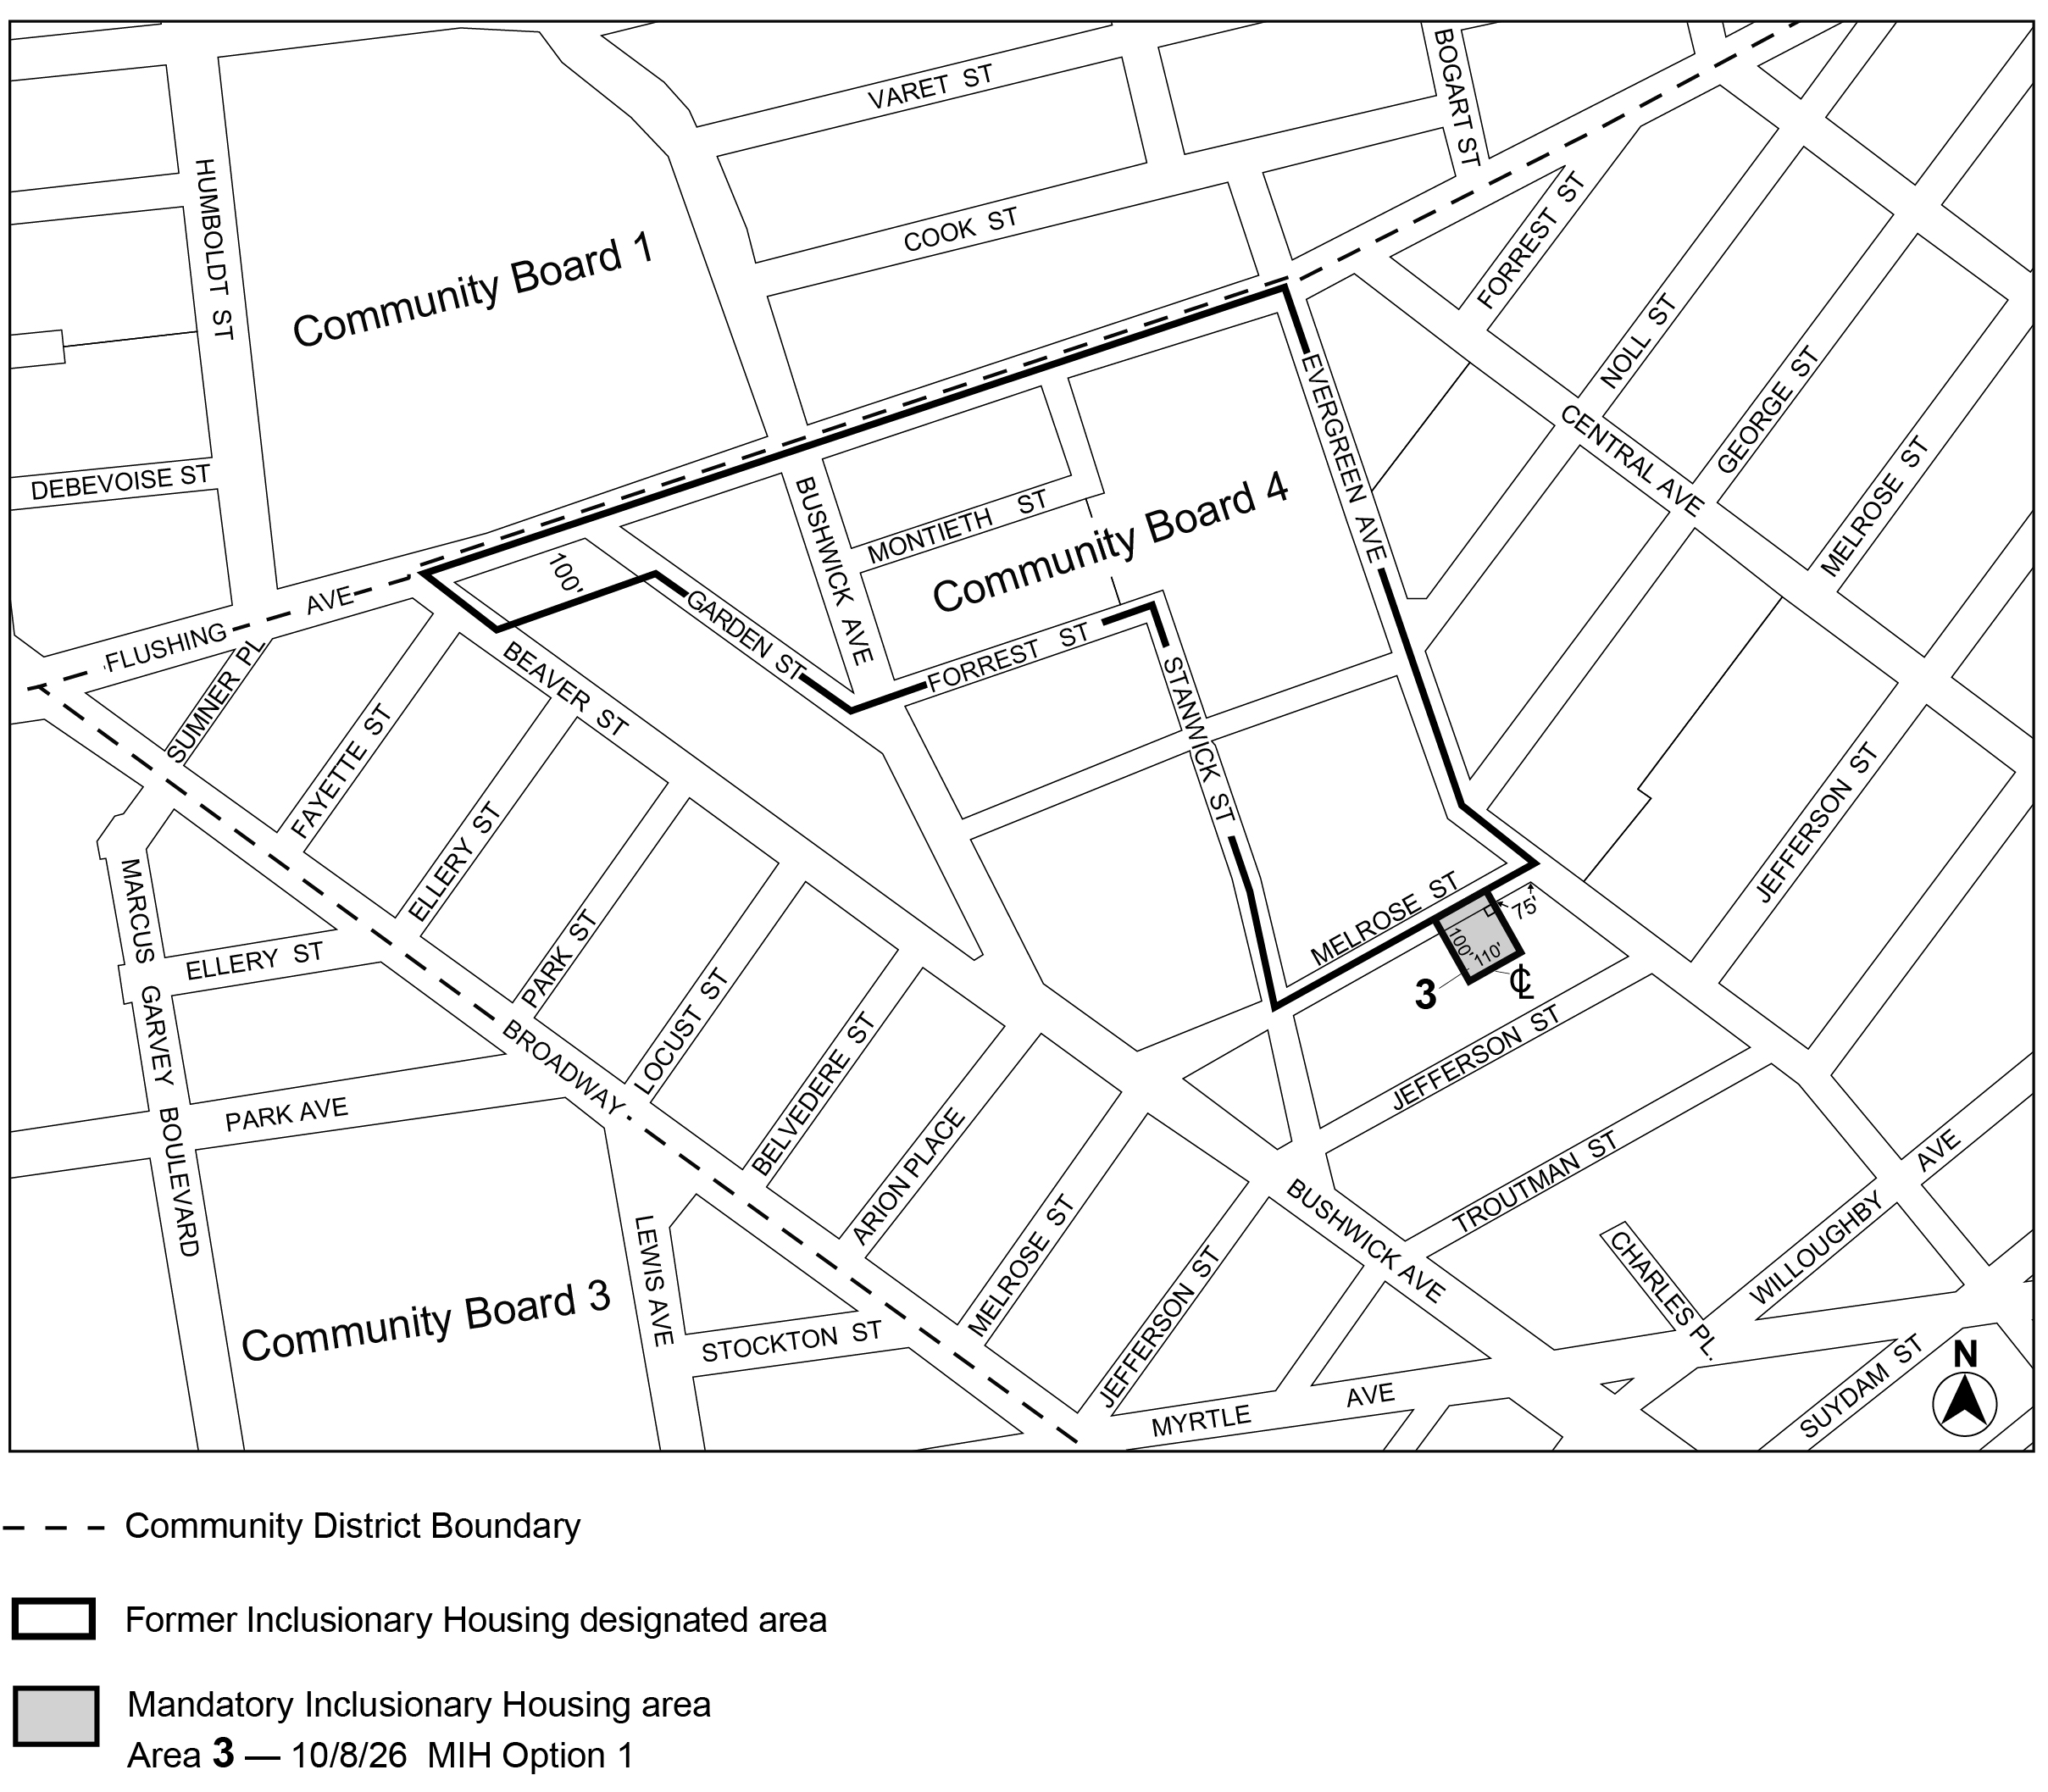 VARET ST
BOGART ST
HUMBOLDT ST
COOK ST
FORREST ST
Community Board 1
NOLL ST
GEORGE ST
EVERGREEN AVE
CENTRAL AVE
MELROSE ST
DEBEVOISE ST
BUSHWICK AVE
MONTIETH ST
Community Board 4
100'
FLUSHING AVE
GARDEN ST
SUMNER PL
BEAVER ST
FORREST ST
STANWICK ST
FAYETTE ST
ELLERY ST
JEFFERSON ST
MARCUS GARVEY BOULEVARD
PARK ST
MELROSE ST
75'
100'
110'
3
℄
ELLERY ST
LOCUST ST
BROADWAY
BELVEDERE ST
JEFFERSON ST
PARK AVE
ARION PLACE
TROUTMAN ST
WILLOUGHBY AVE
BUSHWICK AVE
MELROSE ST
CHARLES PL.
LEWIS AVE
JEFFERSON ST
Community Board 3
STOCKTON ST
MYRTLE AVE
SUYDAM ST
N
Community District Boundary
Former Inclusionary Housing designated area
Mandatory Inclusionary Housing area
Area 3 — 10/8/26 MIH Option 1